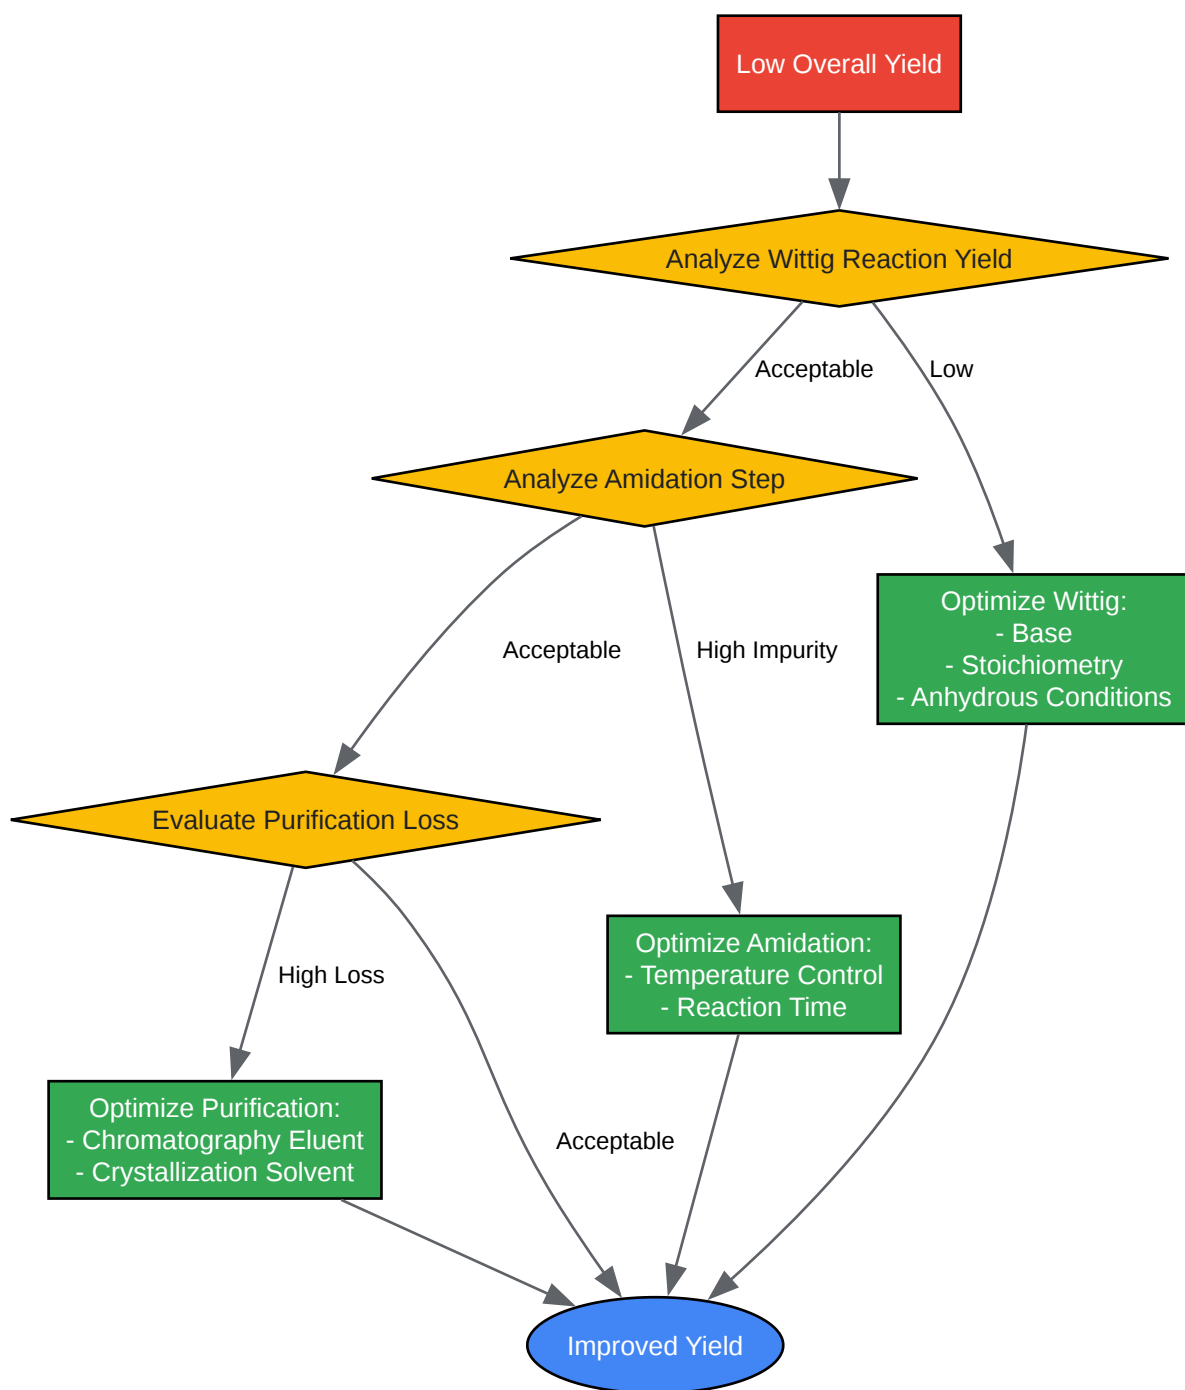 Low Overall Yield
Analyze Wittig Reaction Yield
Acceptable
Low
Analyze Amidation Step
Optimize Wittig:
- Base
- Stoichiometry
- Anhydrous Conditions
Acceptable
High Impurity
Evaluate Purification Loss
Optimize Amidation:
- Temperature Control
- Reaction Time
High Loss
Optimize Purification:
- Chromatography Eluent
- Crystallization Solvent
Acceptable
Improved Yield